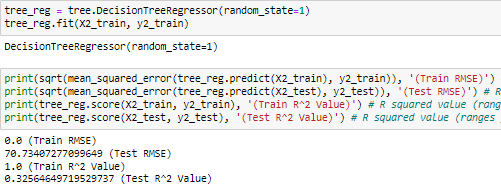 tree_reg = tree.DecisionTreeRegressor(random_state=1)
tree_reg.fit(X2_train, y2_train)
DecisionTreeRegressor(random_state=1)
print(sqrt(mean_squared_error(tree_reg.predict(X2_train), y2_train)), '(Train RMSE)')
print(sqrt(mean_squared_error(tree_reg.predict(X2_test), y2_test)), '(Test RMSE)') # R
print(tree_reg.score(X2_train, y2_train), '(Train R^2 Value)') # R squared value (rang
print(tree_reg.score(X2_test, y2_test), '(Test R^2 Value)') # R squared value (ranges
0.0 (Train RMSE)
70.73407277099649 (Test RMSE)
1.0 (Train R^2 Value)
0.32564649719529737 (Test R^2 Value)